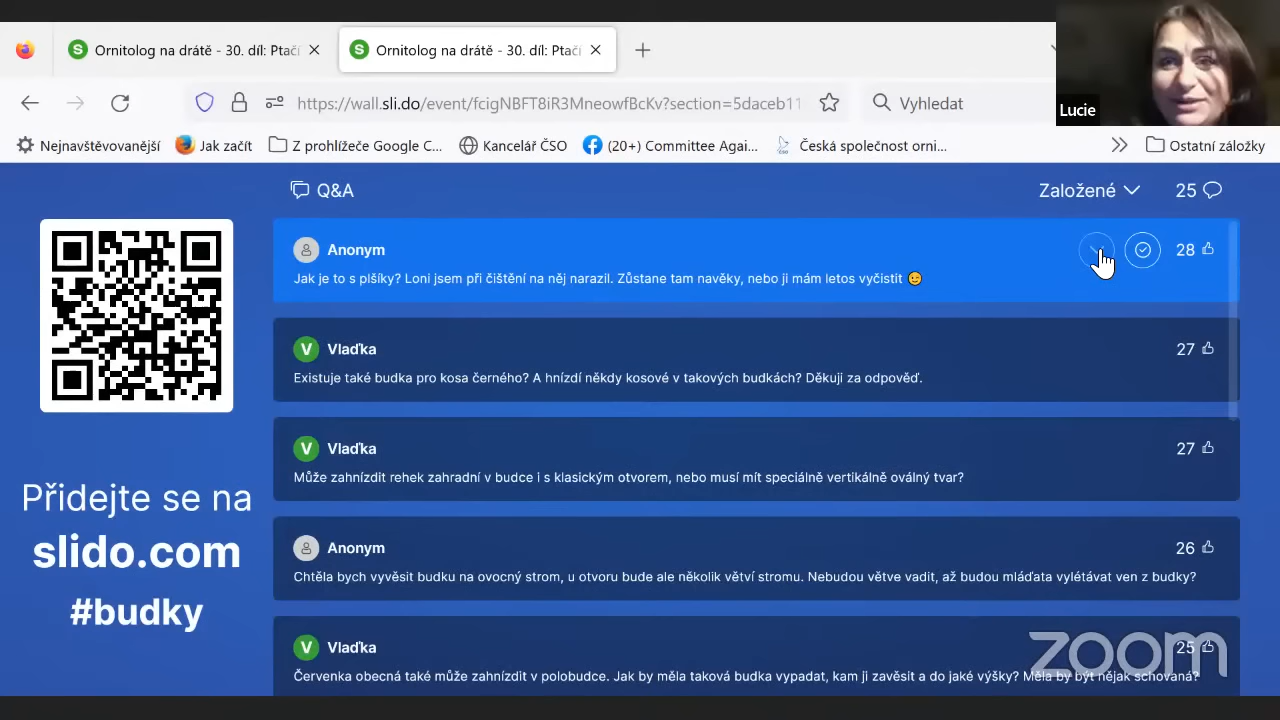 Ornitolog na drátě - 30. díl: Ptačí
Ornitolog na drátě - 30. díl: Ptačí
https://wall.sli.do/event/fcigNBFT8iR3MneowfBcKv?section=5daceb11
Vyhledat
Lucie
Nejnavštěvovanější
Jak začít
Z prohlížeče Google C...
Kancelář ČSO
(20+) Committee Agai...
Česká společnost orni...
Ostatní záložky
Q&A
Založené
25
Anonym
28
Jak je to s plšíky? Loni jsem při čištění na něj narazil. Zůstane tam navěky, nebo ji mám letos vyčistit 😉
V Vlaďka
27
Existuje také budka pro kosa černého? A hnízdí někdy kosové v takových budkách? Děkuji za odpověď.
V Vlaďka
27
Může zahnízdit rehek zahradní v budce i s klasickým otvorem, nebo musí mít speciálně vertikálně oválný tvar?
Anonym
26
Chtěla bych vyvěsit budku na ovocný strom, u otvoru bude ale několik větví stromu. Nebudou větve vadit, až budou mláďata vylétávat ven z budky?
V Vlaďka
25
Červenka obecná také může zahnízdit v polobudce. Jak by měla taková budka vypadat, kam ji zavěsit a do jaké výšky? Měla by být nějak schovaná?
Přidejte se na
slido.com
#budky
zoom